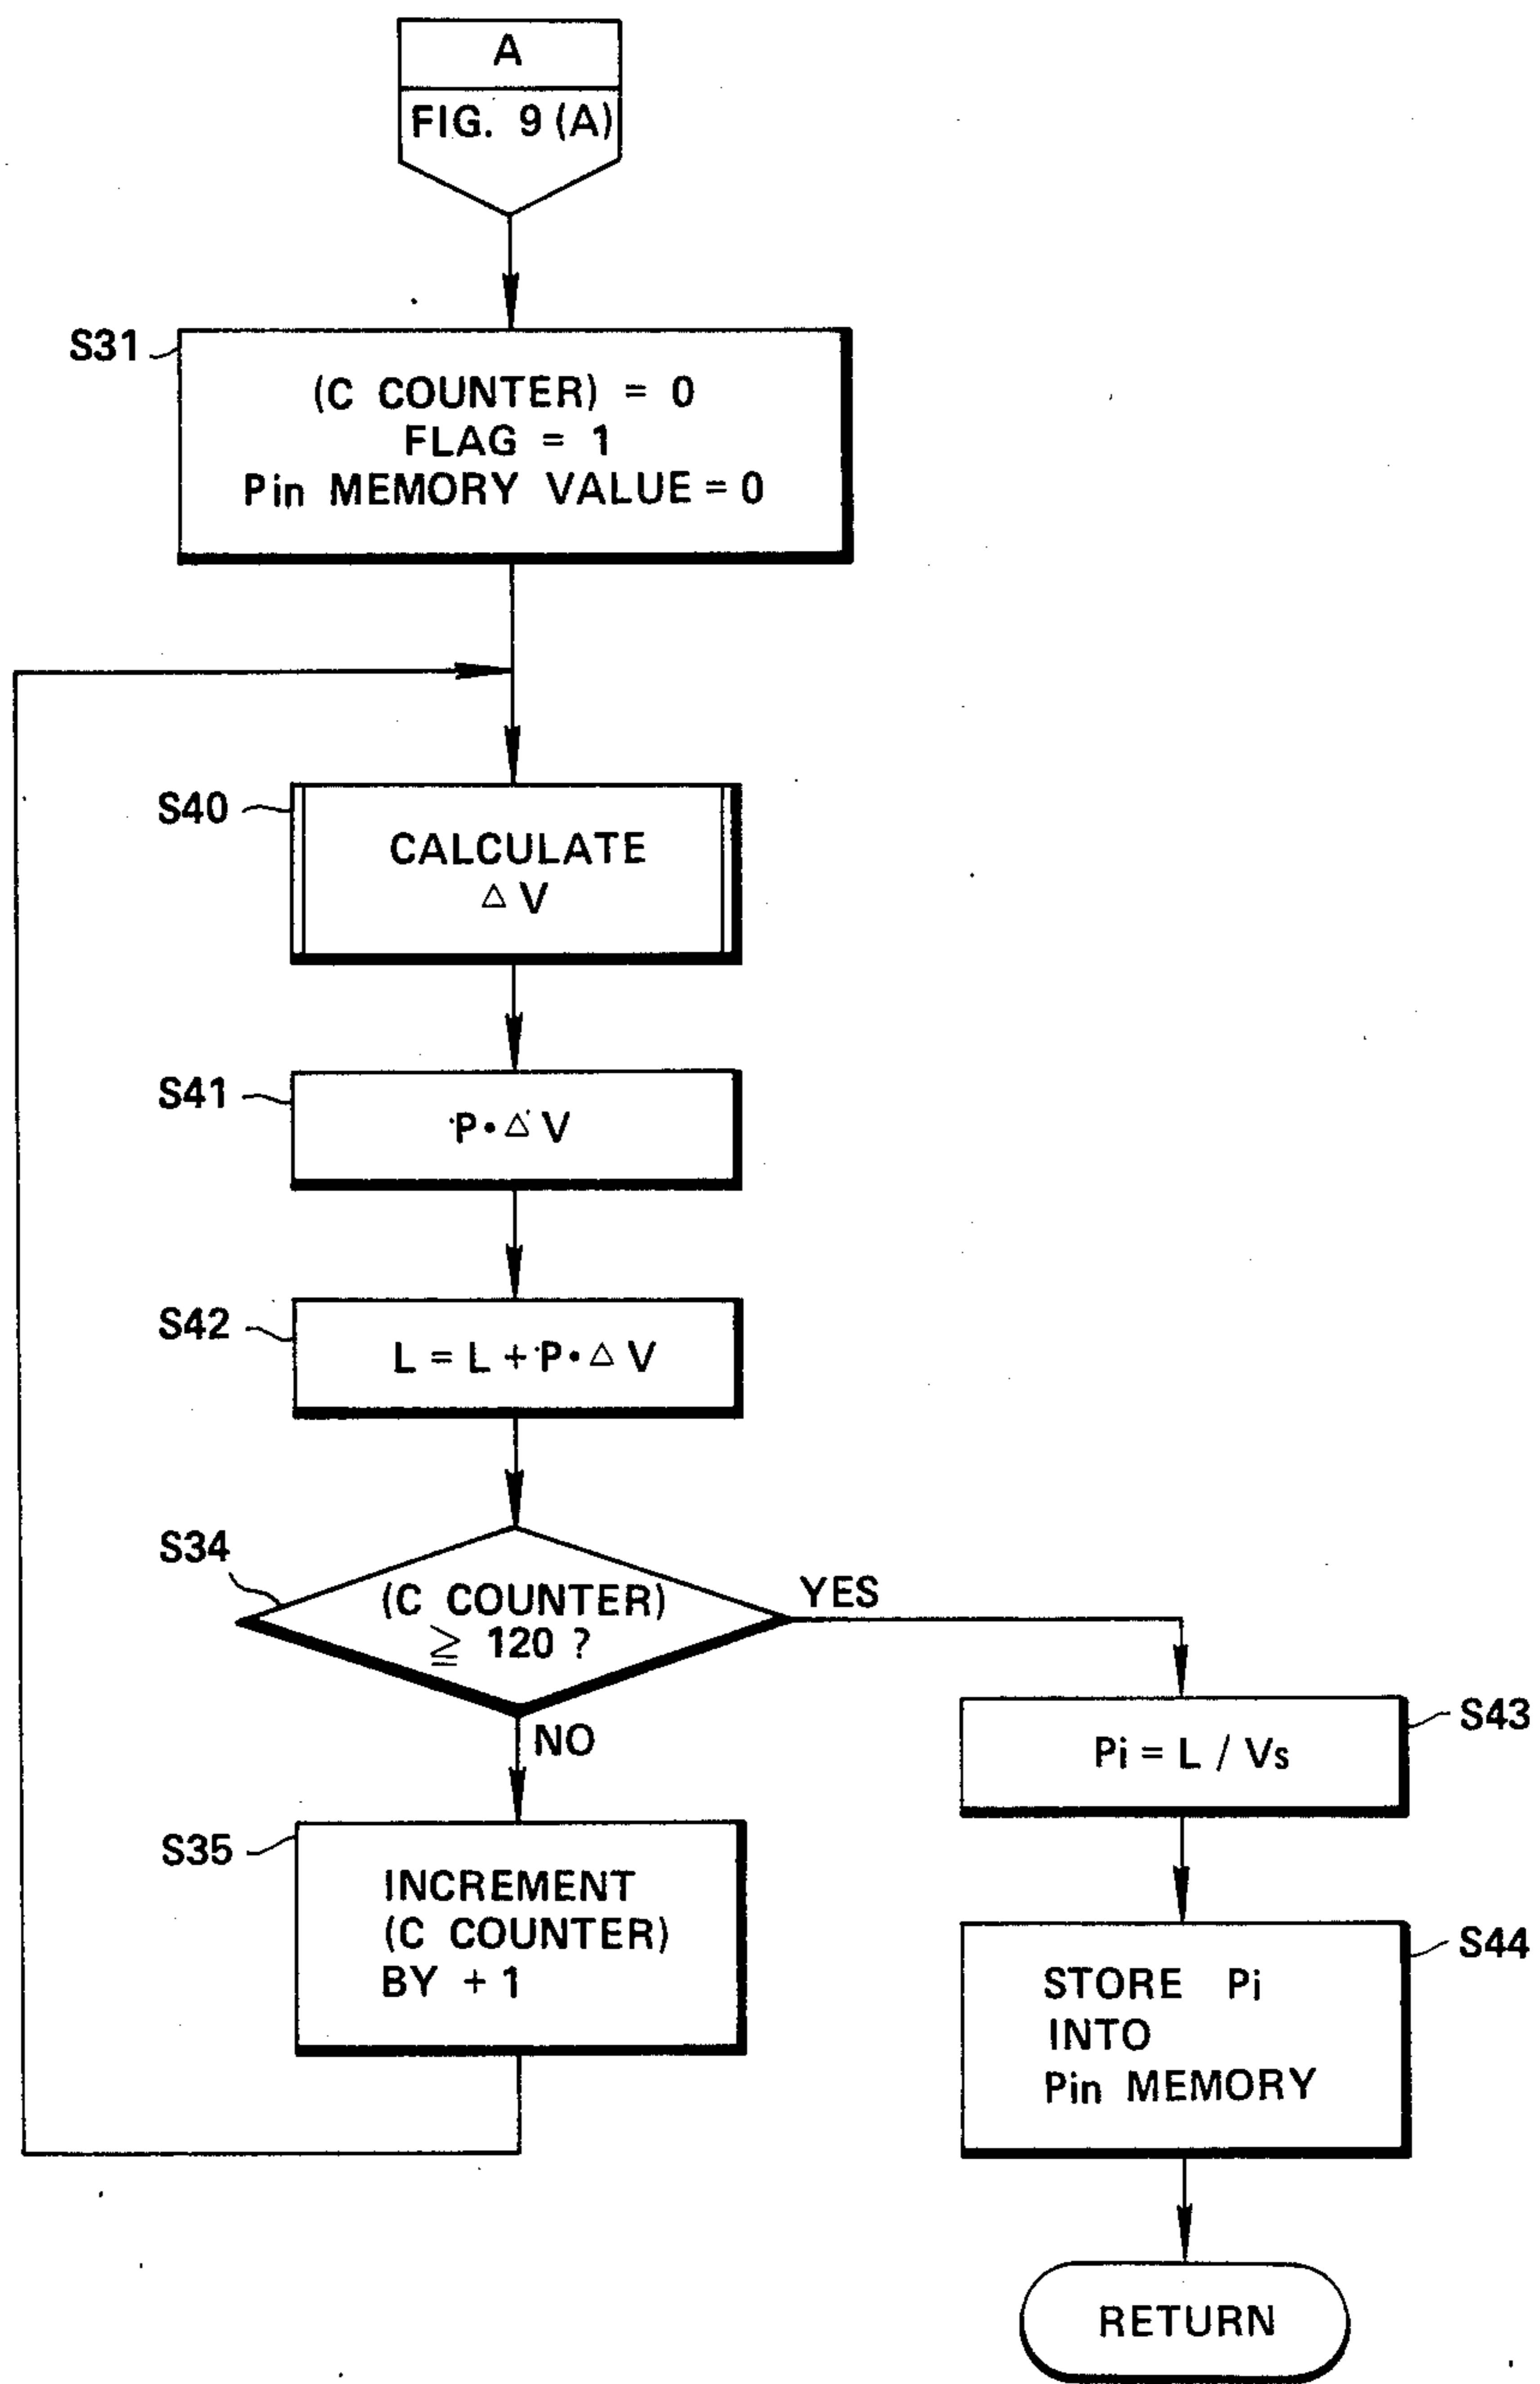 A
FIG. 9 (A)
S31
(C COUNTER) = 0
FLAG = 1
Pin MEMORY VALUE = 0
S40
CALCULATE
△ V
S41
P・△ V
S42
L = L + P・△ V
S34
(C COUNTER)
≧ 120 ?
YES
NO
S43
Pi = L / Vs
S35
INCREMENT
(C COUNTER)
BY + 1
S44
STORE Pi
INTO
Pin MEMORY
RETURN